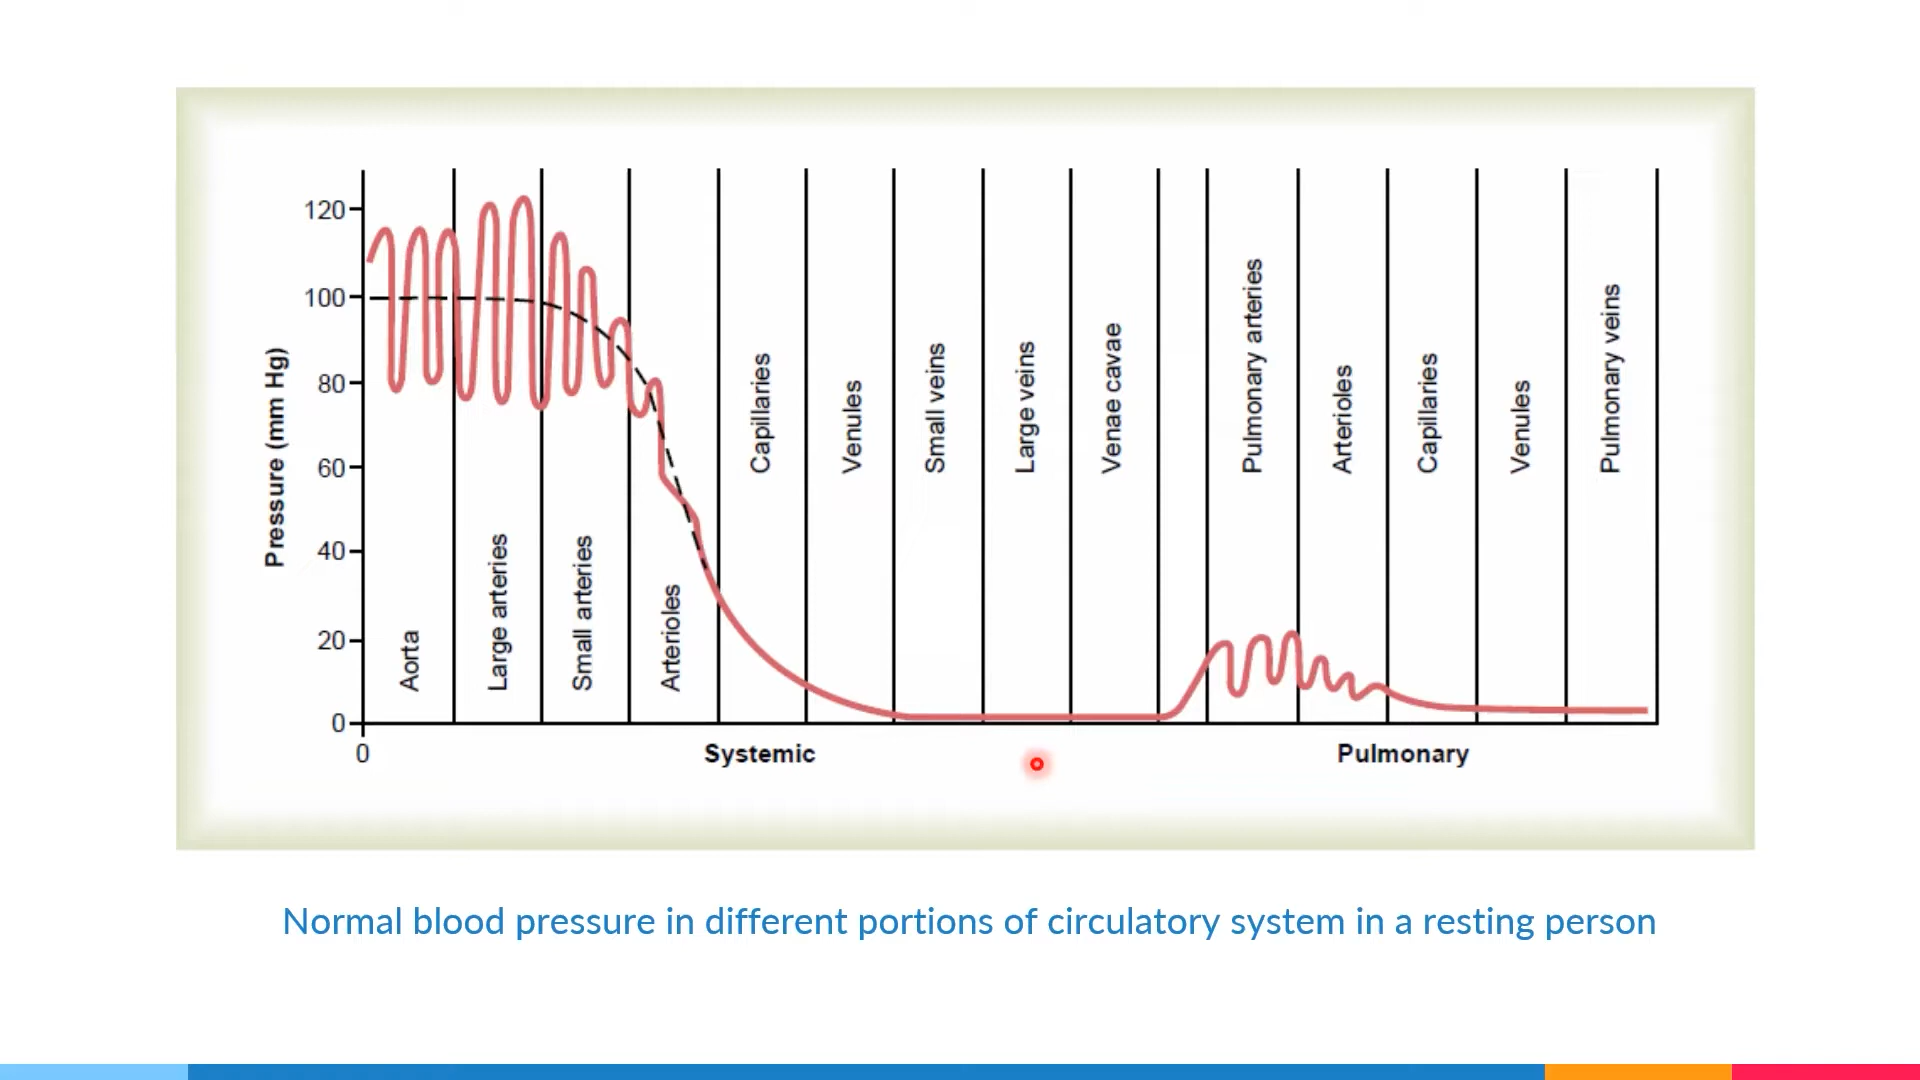 120
100
80
60
40
20
0
0
Pressure (mm Hg)
Aorta
Large arteries
Small arteries
Arterioles
Capillaries
Venules
Small veins
Large veins
Venae cavae
Pulmonary arteries
Arterioles
Capillaries
Venules
Pulmonary veins
Systemic
Pulmonary
Normal blood pressure in different portions of circulatory system in a resting person